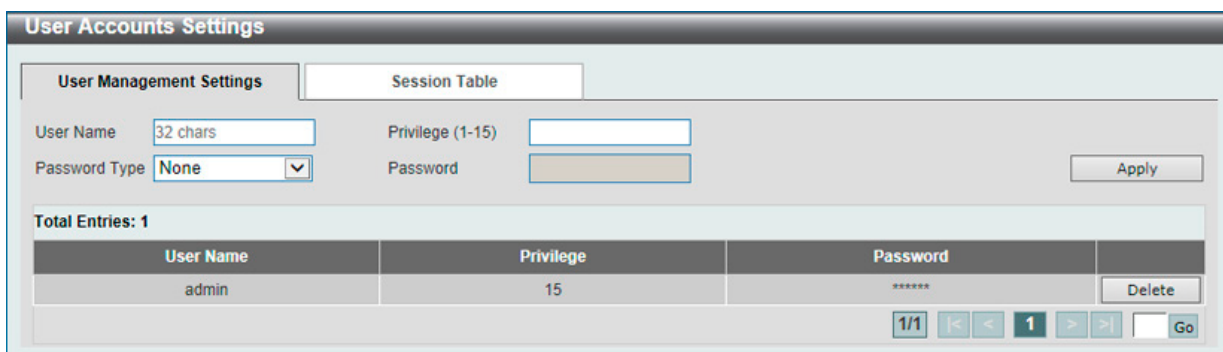 User Accounts Settings
User Management Settings Session Table
User Name 32 chars Privilege (1-15)
Password Type None Password Apply
Total Entries: 1
User Name Privilege Password
admin 15 ****** Delete
1/1 |< < 1 > >| Go